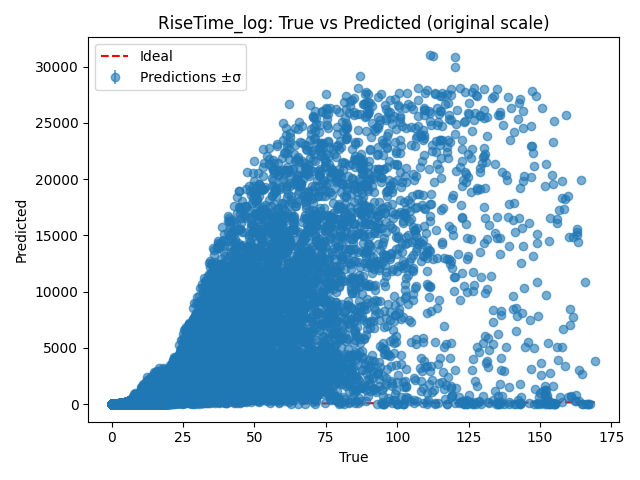 RiseTime_log: True vs Predicted (original scale)
Ideal
Predictions ±σ
Predicted
30000
25000
20000
15000
10000
5000
0
0 25 50 75 100 125 150 175
True